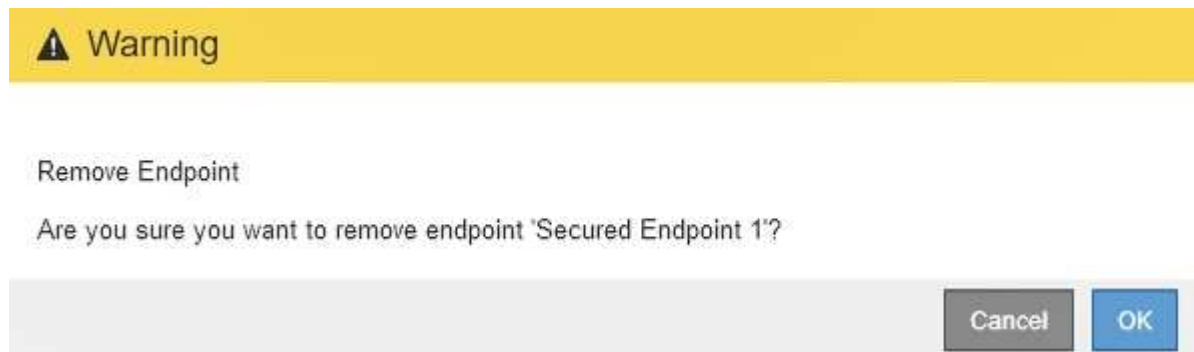 Warning
Remove Endpoint
Are you sure you want to remove endpoint 'Secured Endpoint 1'?
Cancel OK